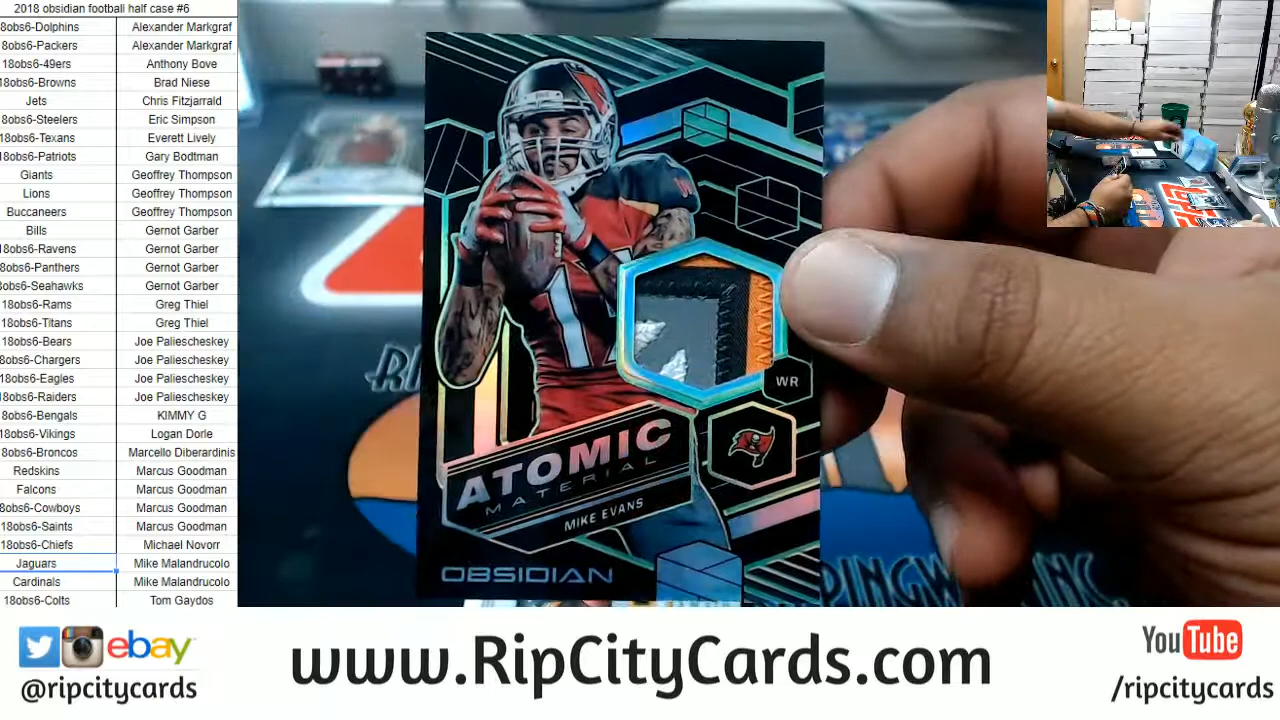 2018 obsidian football half case #6
8obs6-Dolphins Alexander Markgraf
8obs6-Packers Alexander Markgraf
18obs6-49ers Anthony Bove
18obs6-Browns Brad Niese
Jets Chris Fitzjarrald
8obs6-Steelers Eric Simpson
18obs6-Texans Everett Lively
18obs6-Patriots Gary Bodtman
Giants Geoffrey Thompson
Lions Geoffrey Thompson
Buccaneers Geoffrey Thompson
Bills Gernot Garber
8obs6-Ravens Gernot Garber
8obs6-Panthers Gernot Garber
8obs6-Seahawks Gernot Garber
18obs6-Rams Greg Thiel
18obs6-Titans Greg Thiel
18obs6-Bears Joe Paliescheskey
8obs6-Chargers Joe Paliescheskey
18obs6-Eagles Joe Paliescheskey
18obs6-Raiders Joe Paliescheskey
8obs6-Bengals KIMMY G
18obs6-Vikings Logan Dorle
8obs6-Broncos Marcello Diberardinis
Redskins Marcus Goodman
Falcons Marcus Goodman
8obs6-Cowboys Marcus Goodman
18obs6-Saints Marcus Goodman
18obs6-Chiefs Michael Novorr
Jaguars Mike Malandrucolo
Cardinals Mike Malandrucolo
18obs6-Colts Tom Gaydos
WR
ATOMIC
MATERIAL
MIKE EVANS
OBSIDIAN
PINGW
INC.
ebay
@ripcitycards
www.RipCityCards.com
YouTube
/ripcitycards